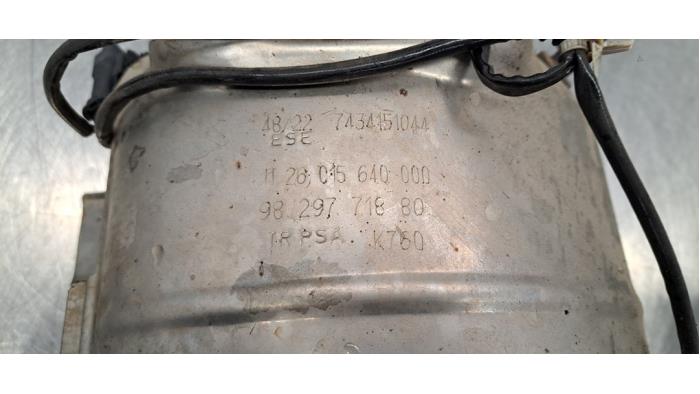 48/22 7434151044
ESE
H 28 015 640 000
98 297 718 80
TR PSA K760